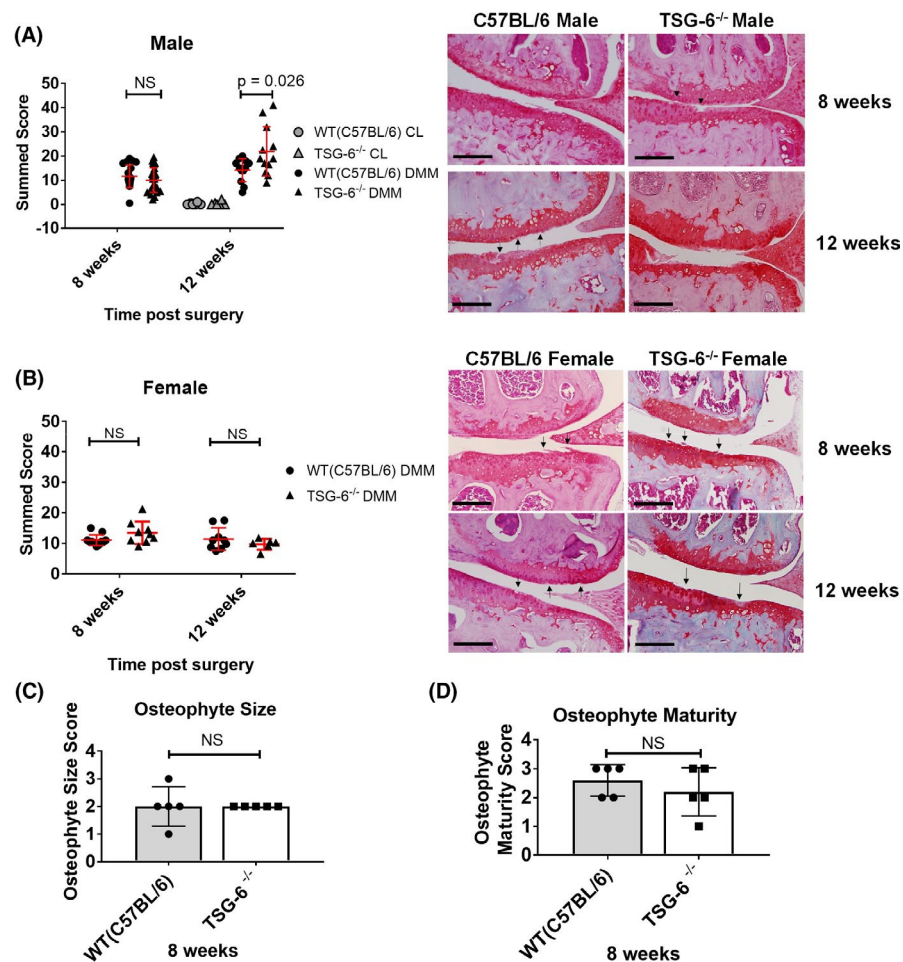 (A)
Male
Summed Score
50
40
30
20
10
0
-10
NS
p = 0.026
8 weeks
12 weeks
Time post surgery
WT(C57BL/6) CL
TSG-6-/- CL
WT(C57BL/6) DMM
TSG-6-/- DMM
C57BL/6 Male
TSG-6-/- Male
8 weeks
12 weeks
(B)
Female
Summed Score
50
40
30
20
10
0
NS
NS
8 weeks
12 weeks
Time post surgery
WT(C57BL/6) DMM
TSG-6-/- DMM
C57BL/6 Female
TSG-6-/- Female
8 weeks
12 weeks
(C)
Osteophyte Size
Osteophyte Size Score
4
3
2
1
0
NS
WT(C57BL/6)
TSG-6-/-
8 weeks
(D)
Osteophyte Maturity
Osteophyte
Maturity Score
4
3
2
1
0
NS
WT(C57BL/6)
TSG-6-/-
8 weeks